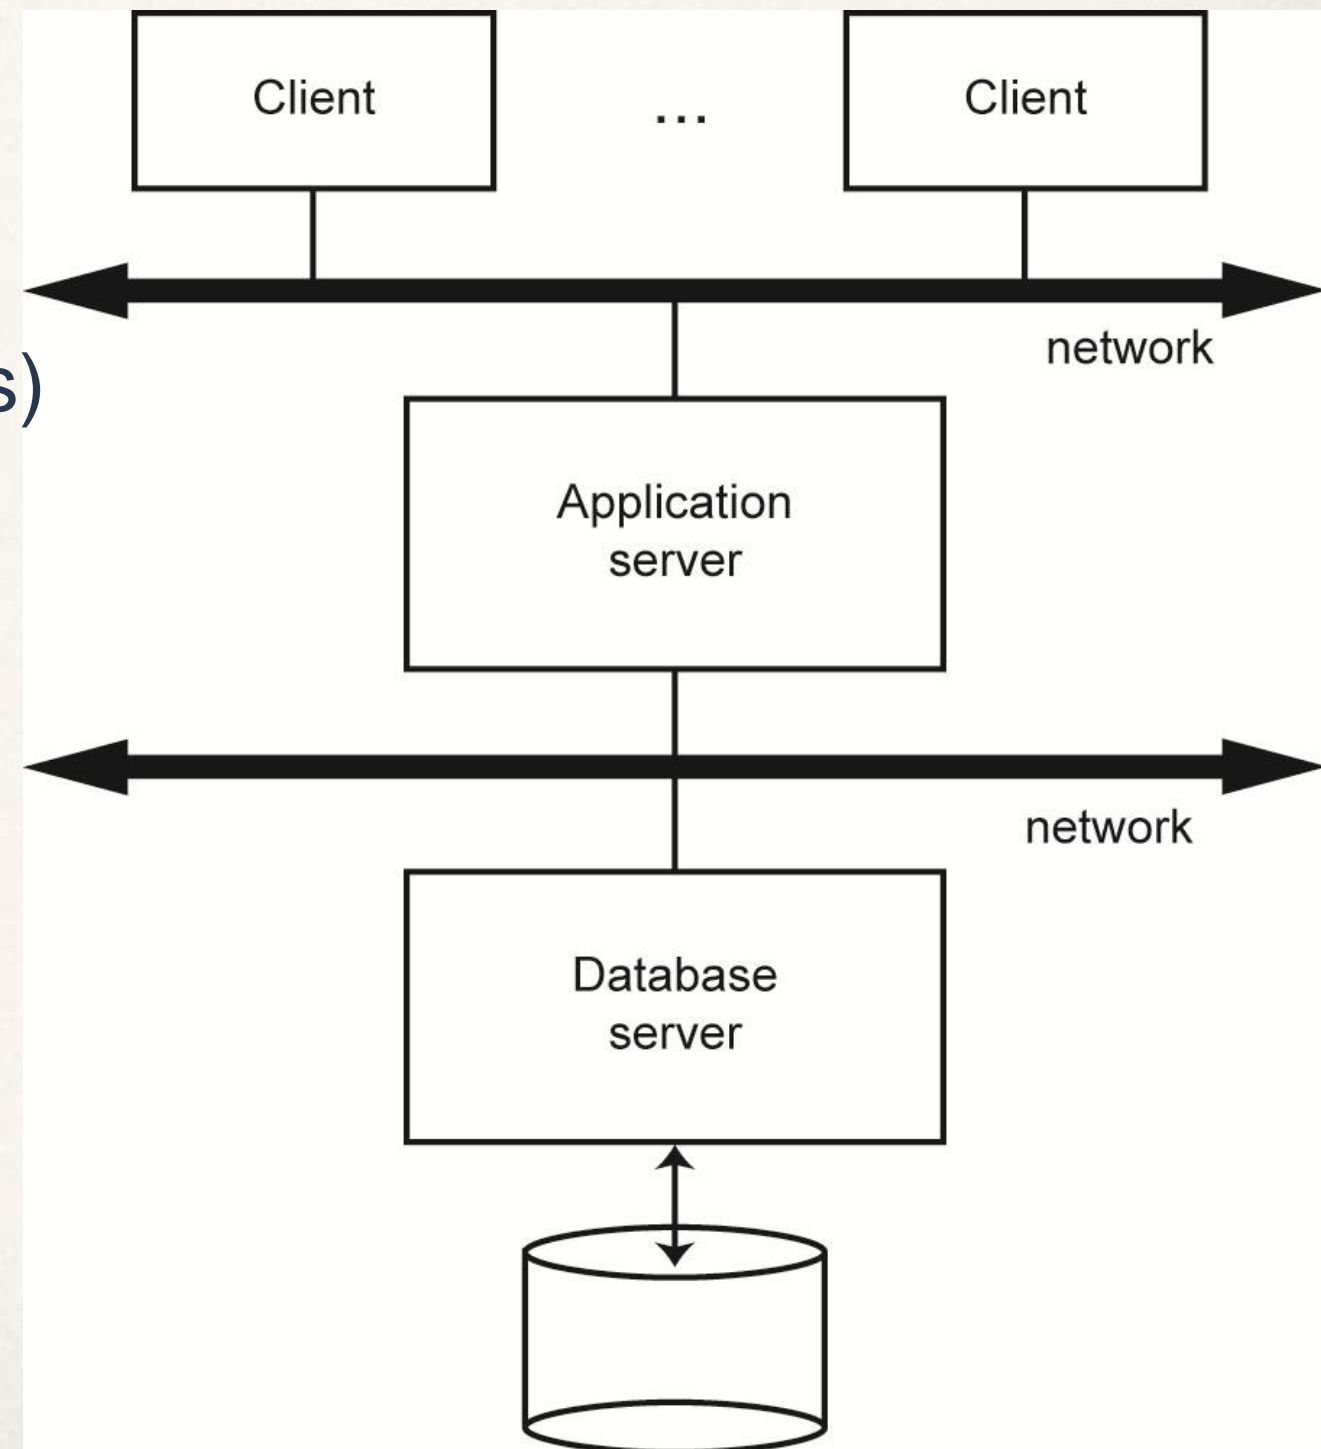 Client
...
Client
network
s)
Application
server
network
Database
server